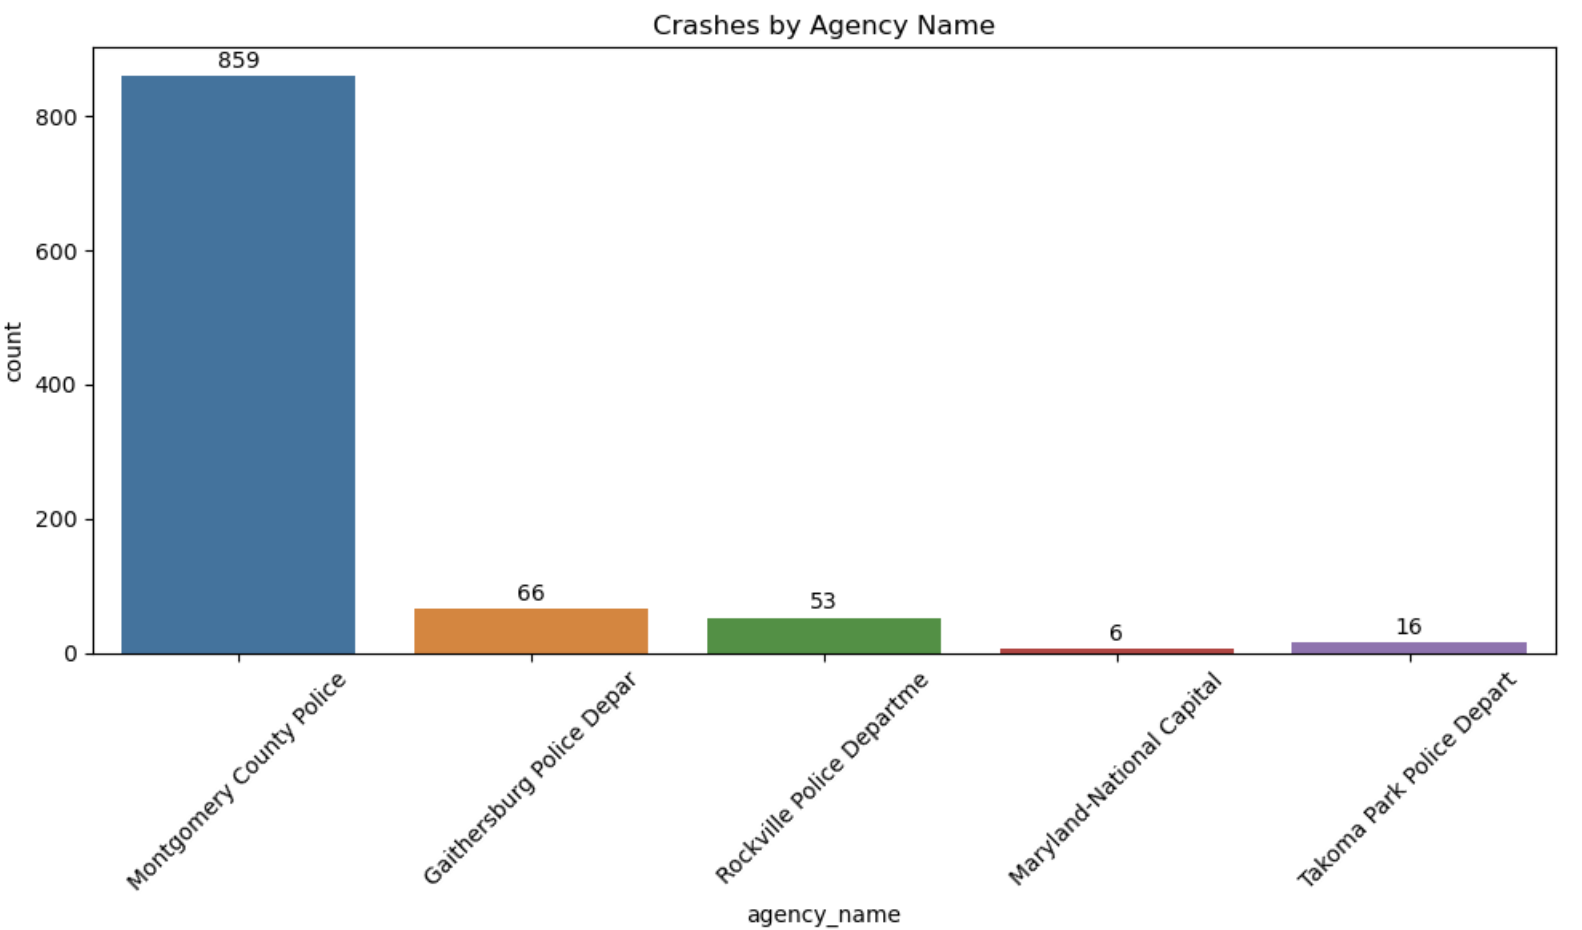 Crashes by Agency Name
859
800
600
400
200
0
count
66
53
6
16
Montgomery County Police
Gaithersburg Police Depar
Rockville Police Departme
Maryland-National Capital
Takoma Park Police Depart
agency_name